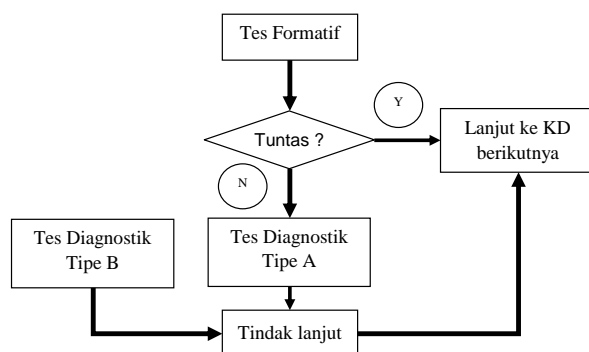 Tes Formatif
Y
Tuntas ?
Lanjut ke KD
berikutnya
N
Tes Diagnostik
Tipe B
Tes Diagnostik
Tipe A
Tindak lanjut